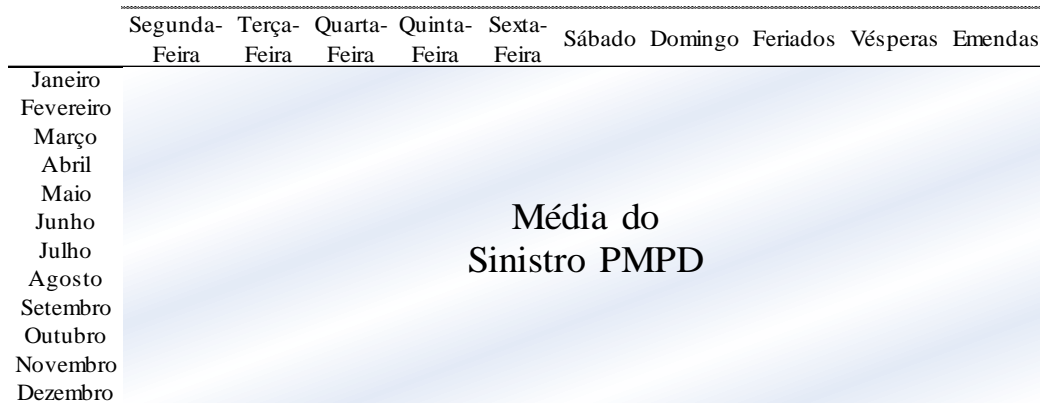 Segunda- Terça- Quarta- Quinta- Sexta-
Feira Feira Feira Feira Feira Sábado Domingo Feriados Vésperas Emendas
Janeiro
Fevereiro
Março
Abril
Maio
Junho
Julho
Agosto
Setembro
Outubro
Novembro
Dezembro
Média do
Sinistro PMPD